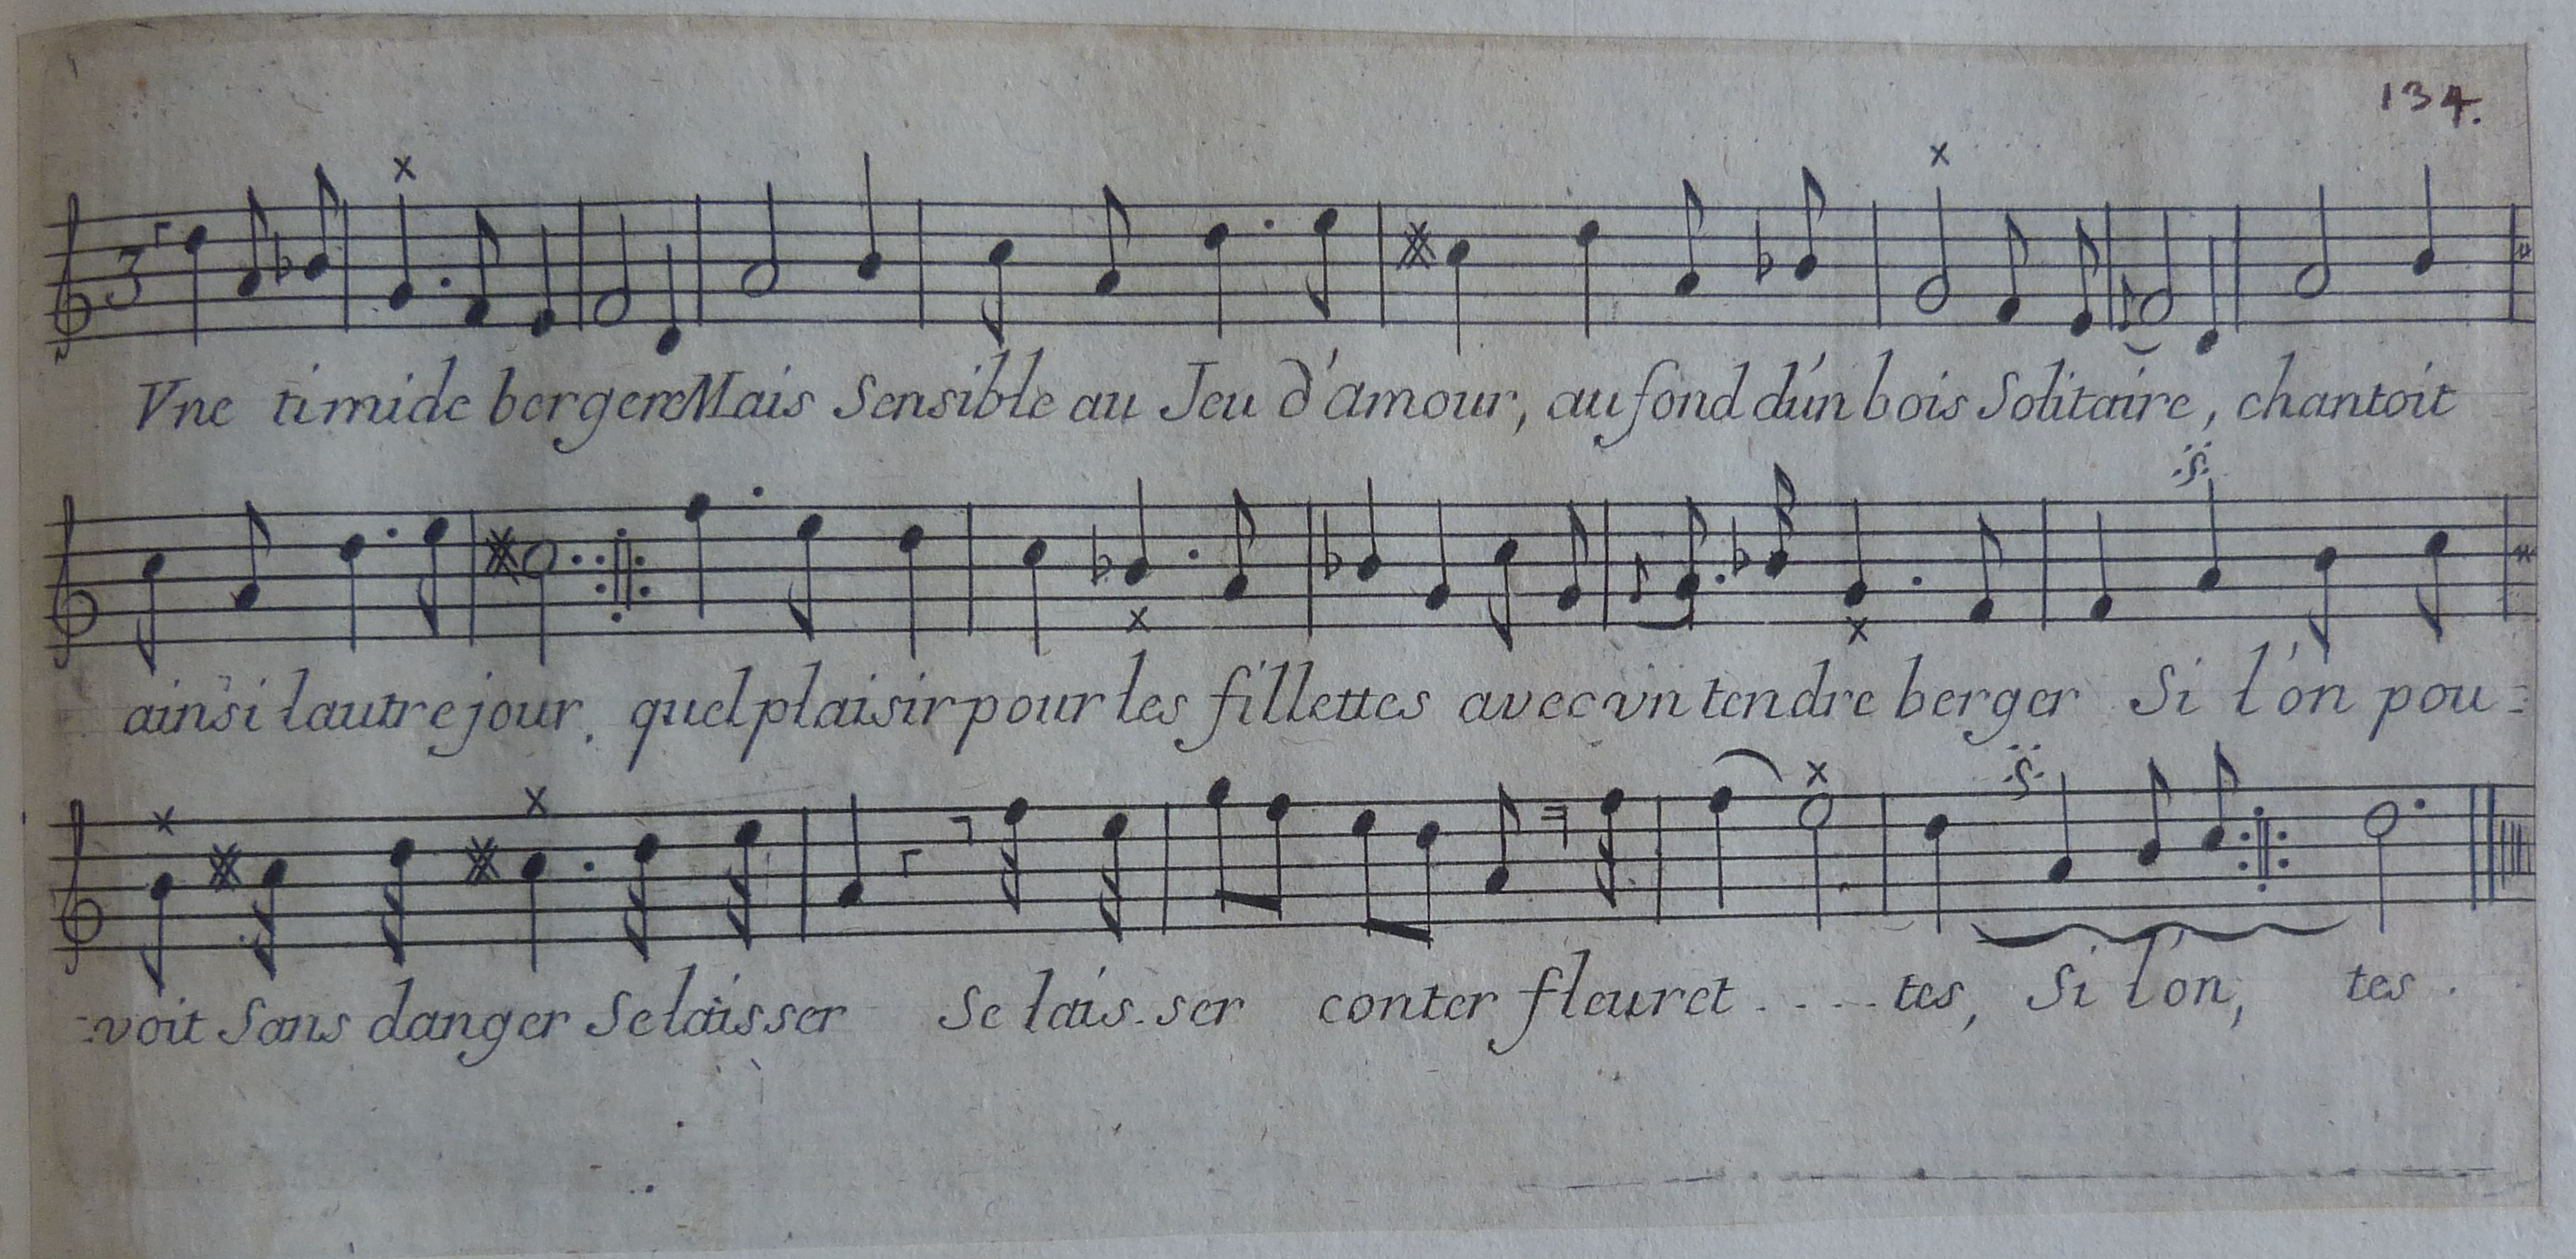 134.
3
Vne timide bergere Mais Sensible au Jeu d'amour, au fond d'un bois Solitaire, chantoit
ainsi lautre jour. quel plaisir pour les fillettes avec vn tendre berger Si l'on pou=
=voit Sans danger Se laisser Se lais-ser conter fleuret....tes, Si l'on, tes.